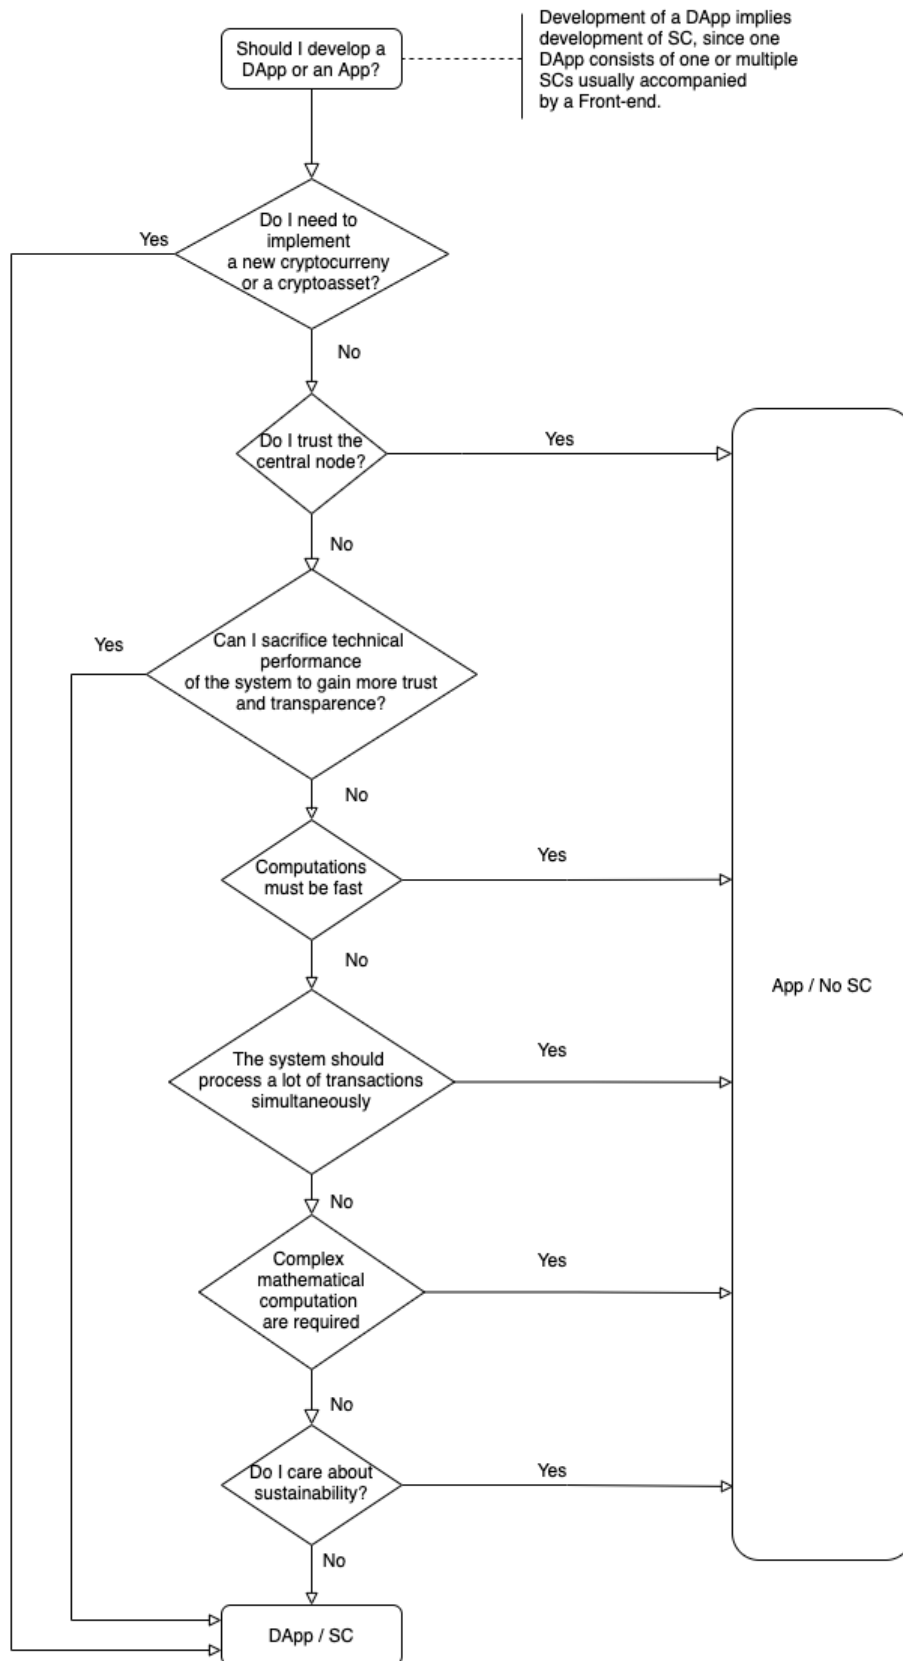 Should I develop a
DApp or an App?
Development of a DApp implies
development of SC, since one
DApp consists of one or multiple
SCs usually accompanied
by a Front-end.
Do I need to
implement
a new cryptocurreny
or a cryptoasset?
Yes
No
Do I trust the
central node?
Yes
No
Can I sacrifice technical
performance
of the system to gain more trust
and transparence?
Yes
No
Computations
must be fast
Yes
No
The system should
process a lot of transactions
simultaneously
Yes
No
Complex
mathematical
computation
are required
Yes
No
Do I care about
sustainability?
Yes
No
App / No SC
DApp / SC